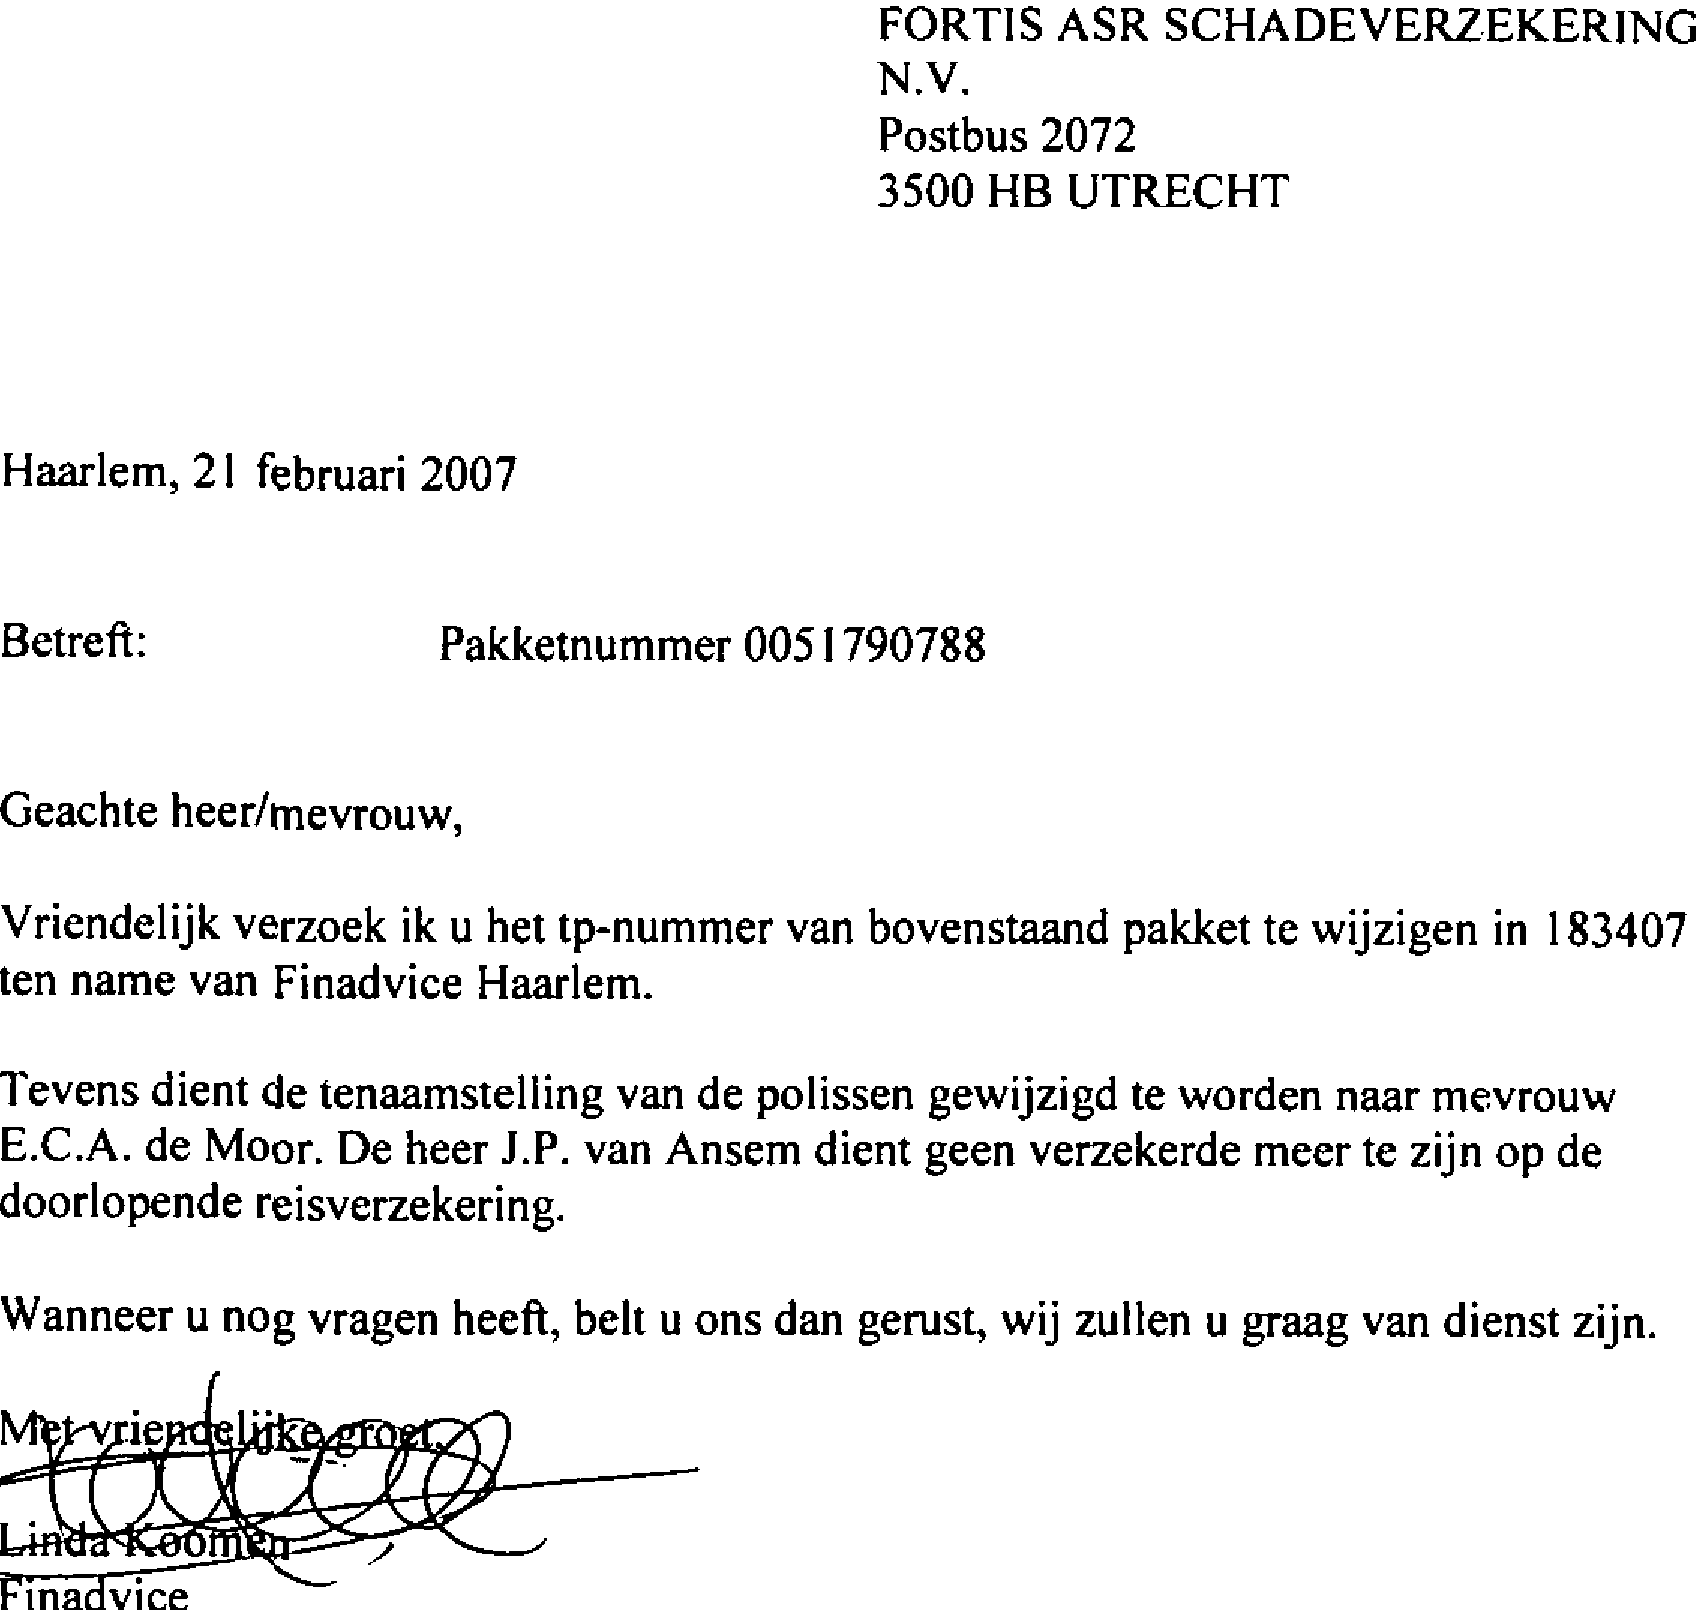 FORTIS ASR SCHADEVERZEKERING
N.V.
Postbus 2072
3500 HB UTRECHT
Haarlem, 21 februari 2007
Betreft: Pakketnummer 0051790788
Geachte heer/mevrouw,
Vriendelijk verzoek ik u het tp-nummer van bovenstaand pakket te wijzigen in 183407
ten name van Finadvice Haarlem.
Tevens dient de tenaamstelling van de polissen gewijzigd te worden naar mevrouw
E.C.A. de Moor. De heer J.P. van Ansem dient geen verzekerde meer te zijn op de
doorlopende reisverzekering.
Wanneer u nog vragen heeft, belt u ons dan gerust, wij zullen u graag van dienst zijn.
Met vriendelijke groet,
Linda Koomen
Finadvice